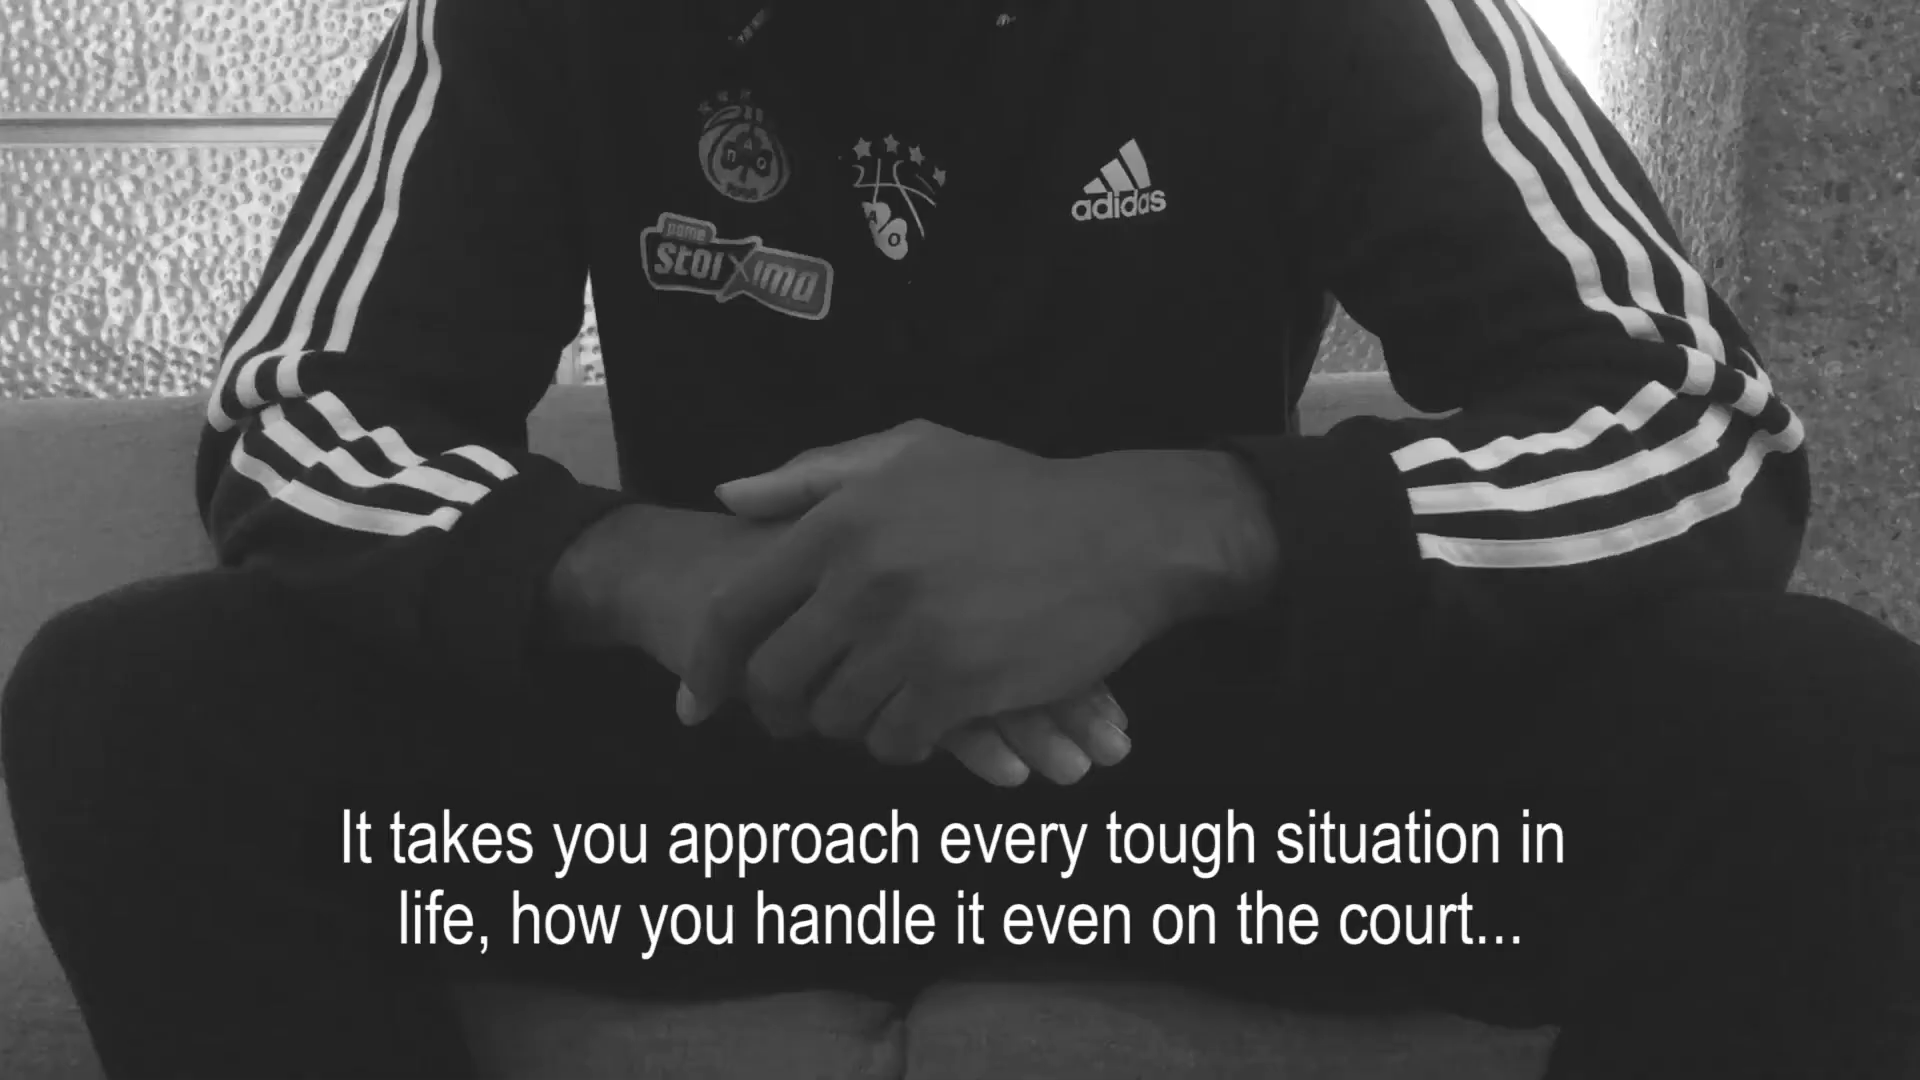 pame
stoixima
adidas
It takes you approach every tough situation in
life, how you handle it even on the court...